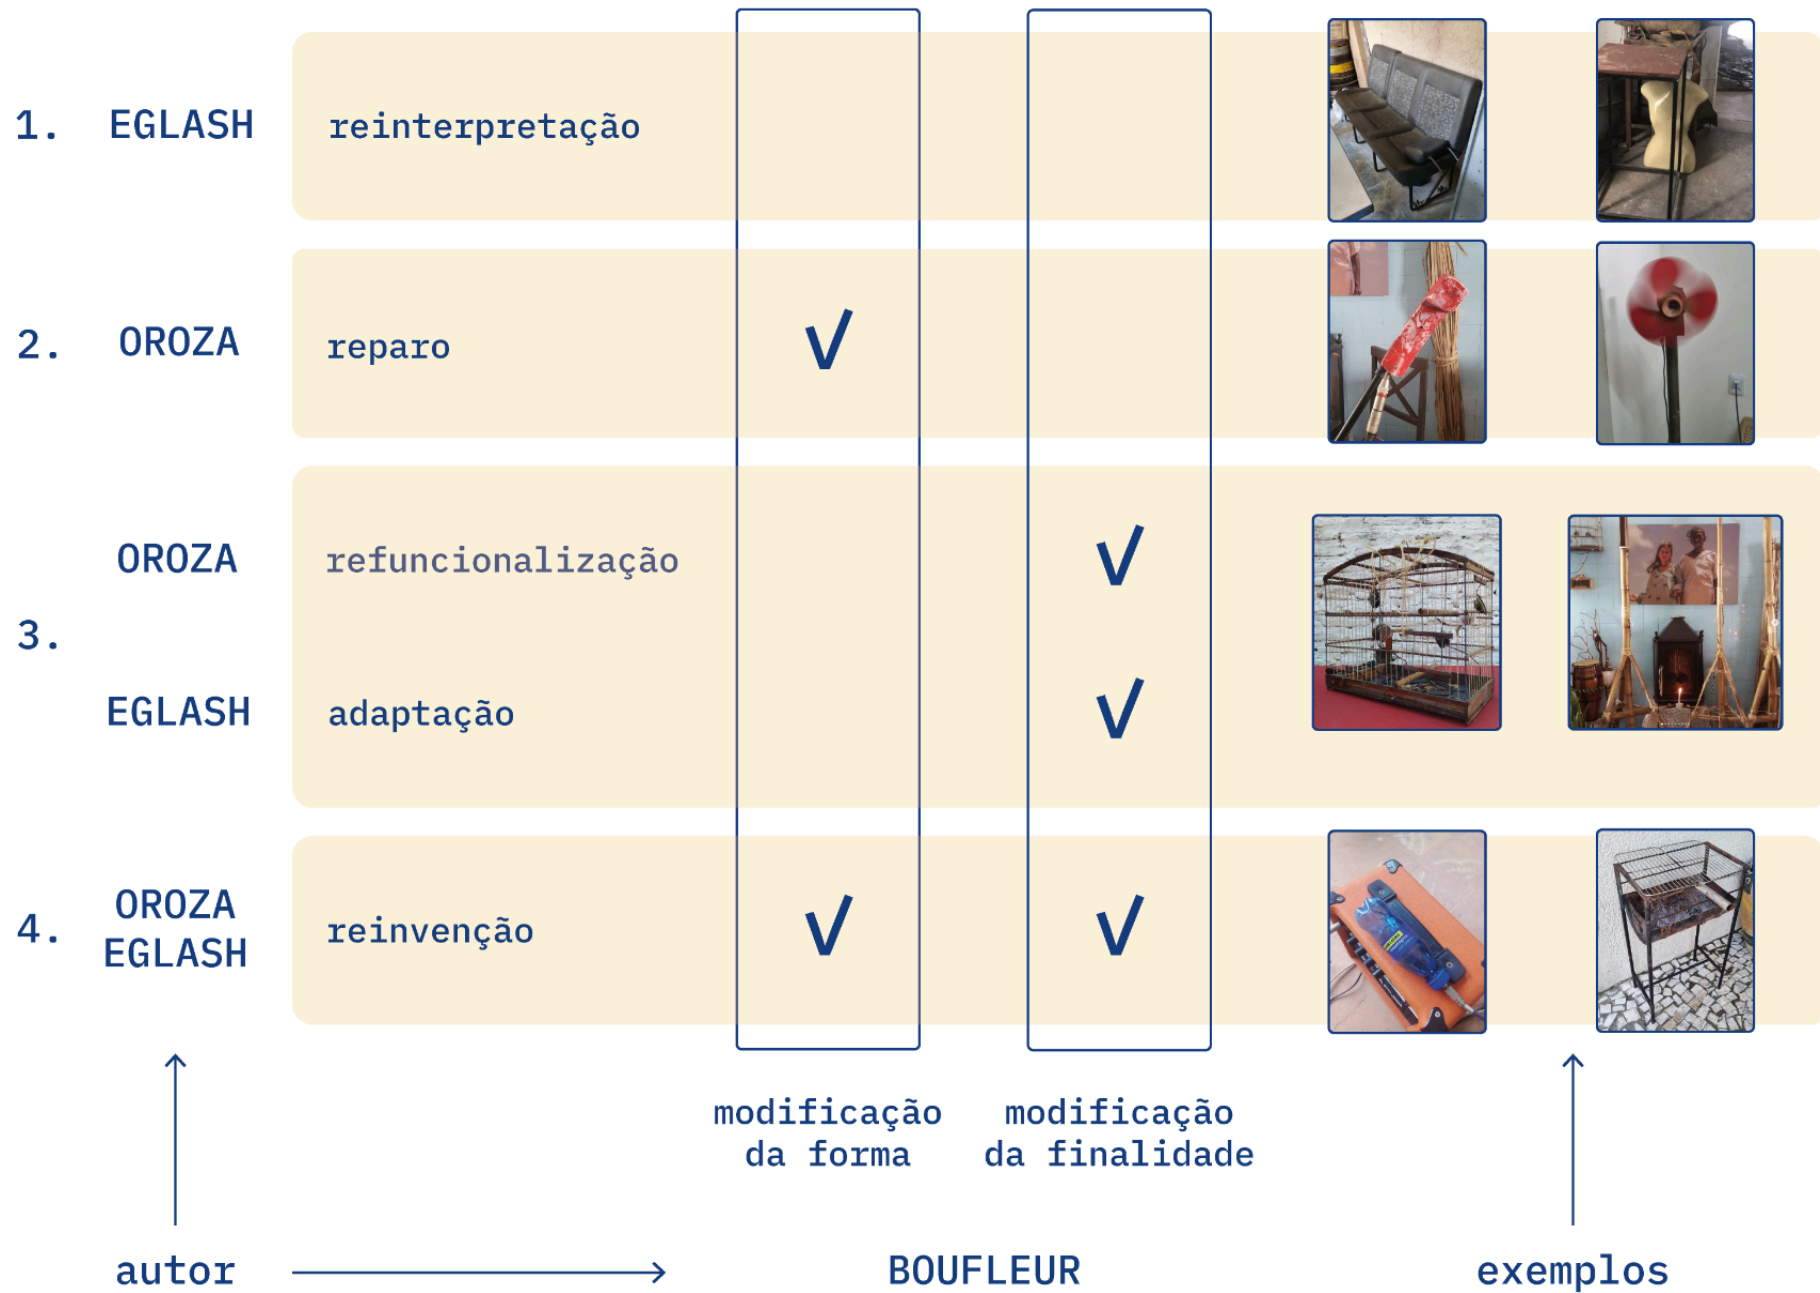 1. EGLASH reinterpretação
2. OROZA reparo
OROZA refuncionalização
3.
EGLASH adaptação
4. OROZA
EGLASH
reinvenção
modificação
da forma
modificação
da finalidade
autor
BOUFLEUR
exemplos